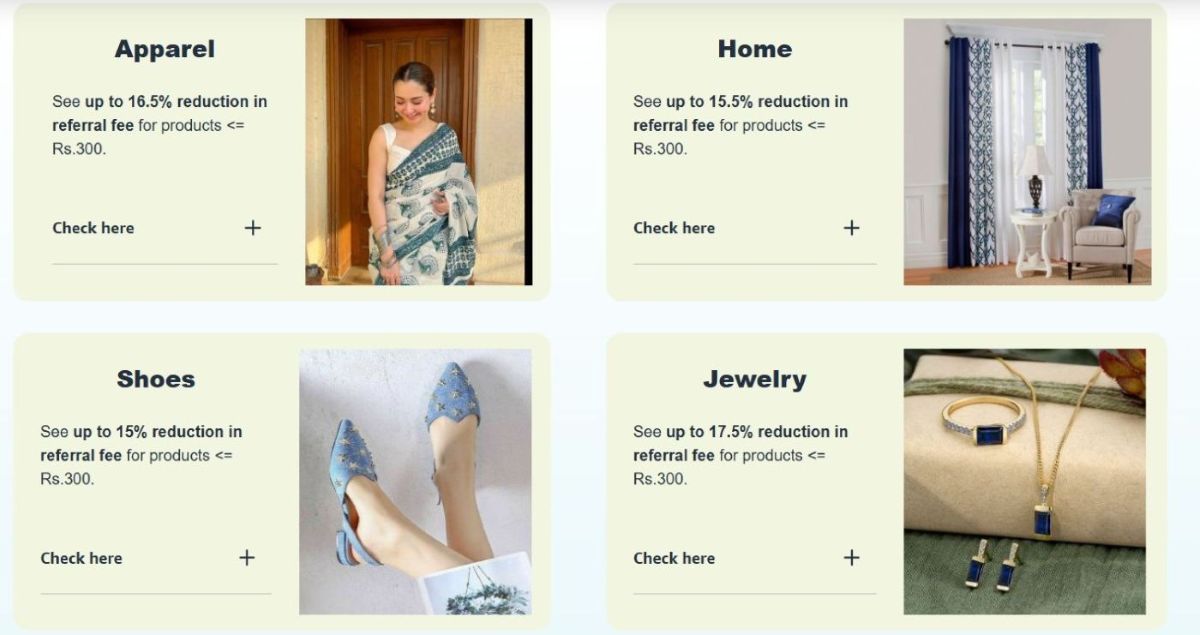 Apparel
See up to 16.5% reduction in
referral fee for products <=
Rs.300.
Check here +
Home
See up to 15.5% reduction in
referral fee for products <=
Rs.300.
Check here +
Shoes
See up to 15% reduction in
referral fee for products <=
Rs.300.
Check here +
Jewelry
See up to 17.5% reduction in
referral fee for products <=
Rs.300.
Check here +